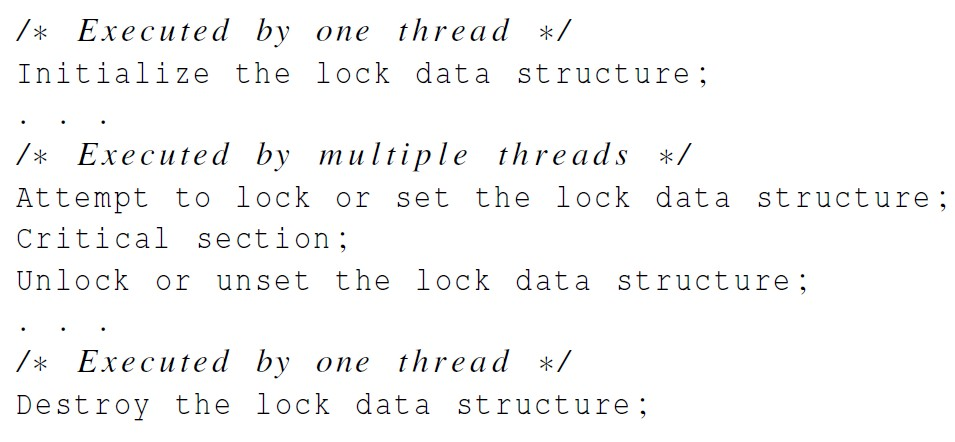 /* Executed by one thread */
Initialize the lock data structure;
. . .
/* Executed by multiple threads */
Attempt to lock or set the lock data structure;
Critical section;
Unlock or unset the lock data structure;
. . .
/* Executed by one thread */
Destroy the lock data structure;